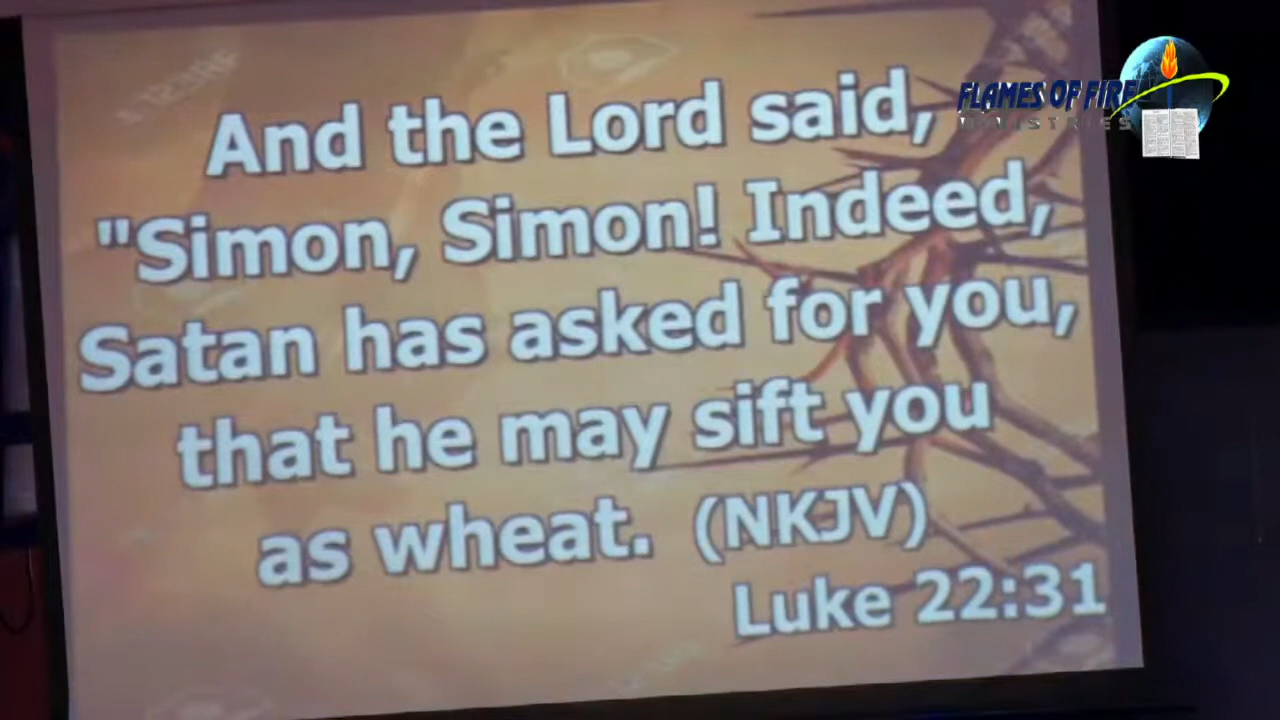 And the Lord said,
"Simon, Simon! Indeed,
Satan has asked for you,
that he may sift you
as wheat. (NKJV)
Luke 22:31
FLAMES OF FIRE
MINISTRIES